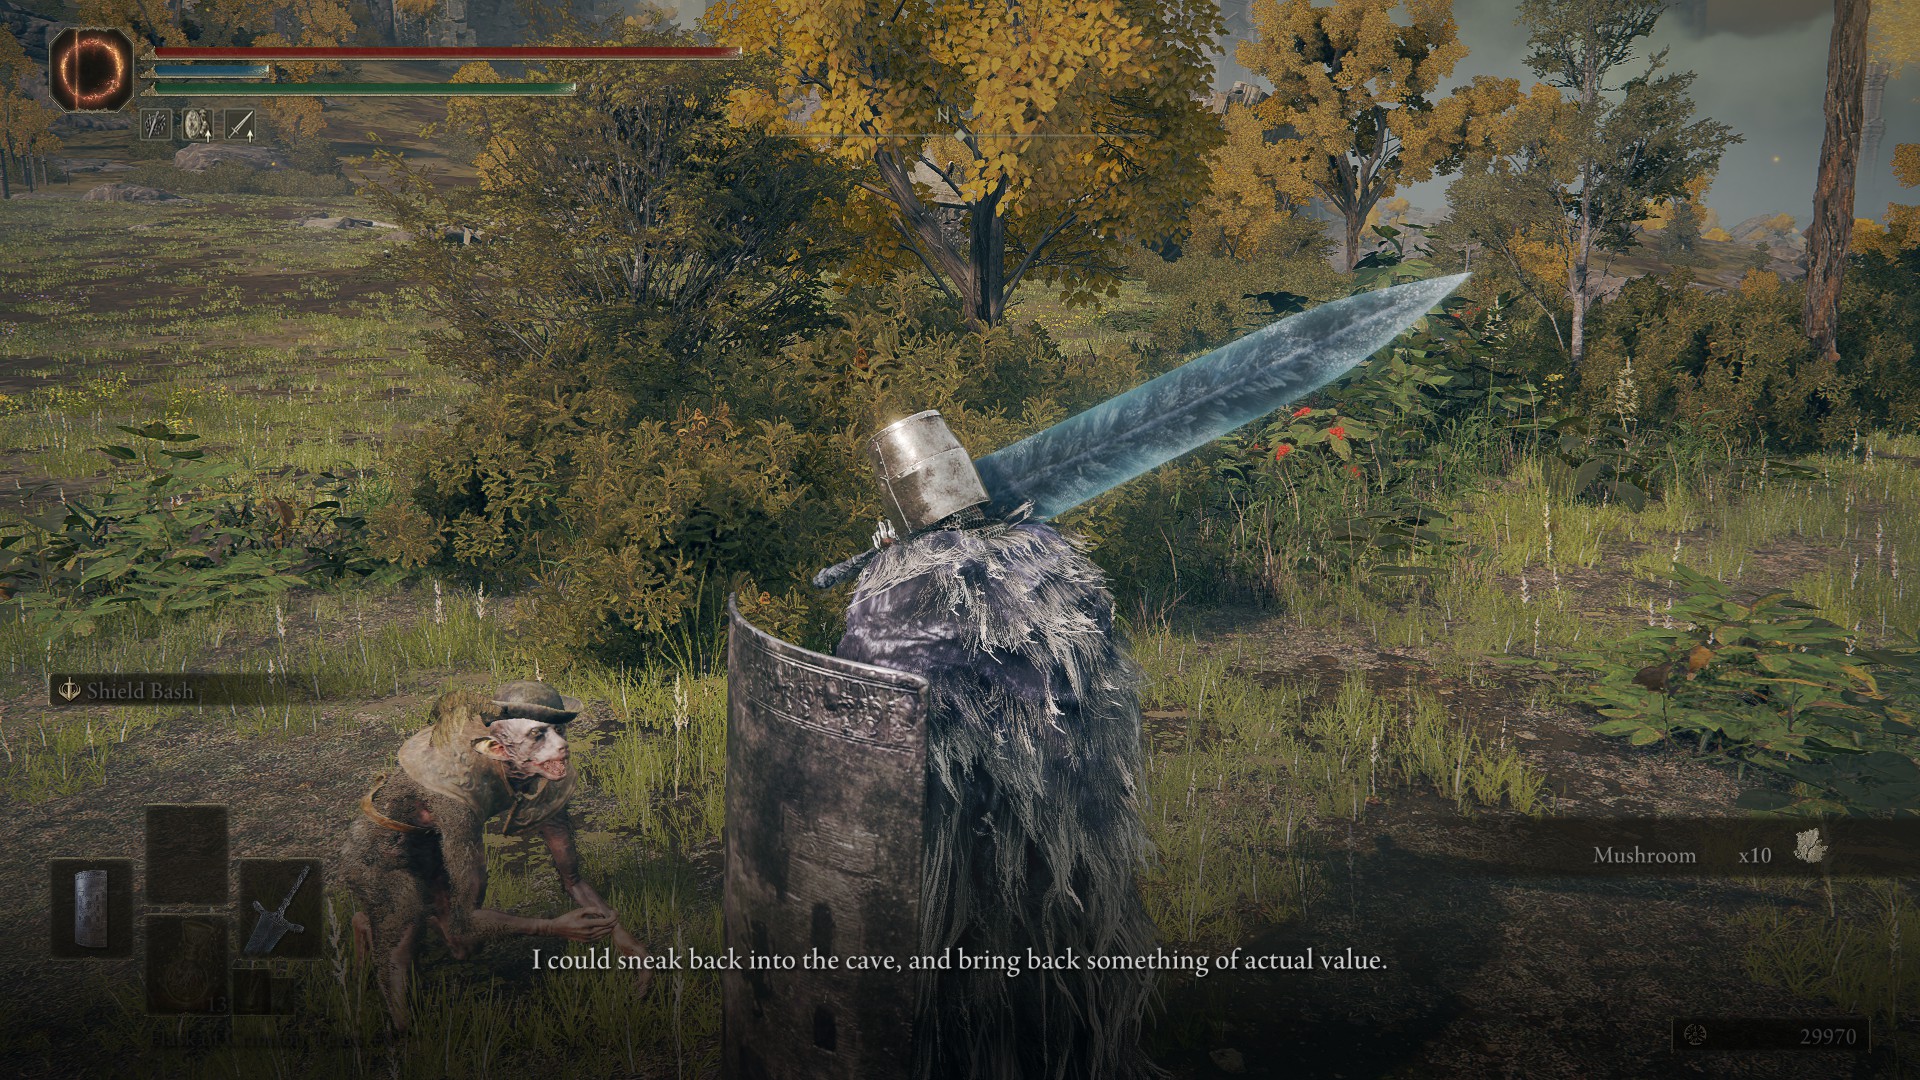 N
Shield Bash
Mushroom x10
I could sneak back into the cave, and bring back something of actual value.
13
29970